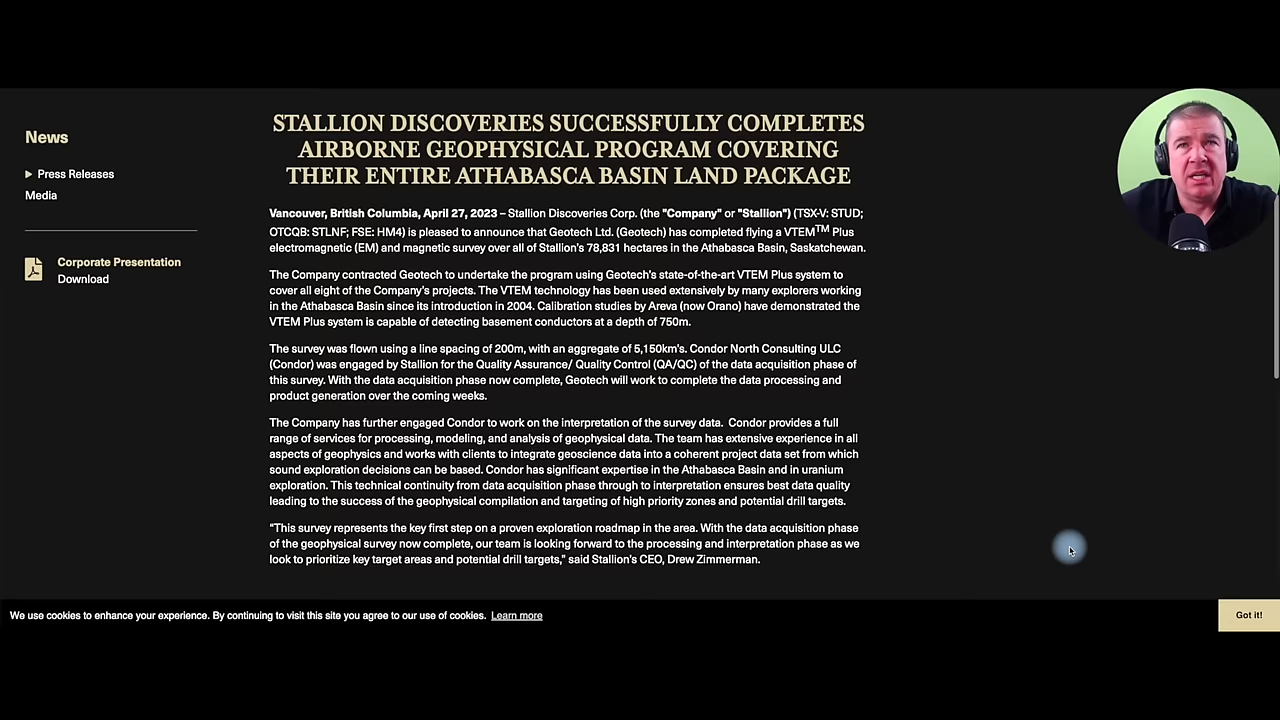 News
▶ Press Releases
Media
Corporate Presentation
Download
STALLION DISCOVERIES SUCCESSFULLY COMPLETES
AIRBORNE GEOPHYSICAL PROGRAM COVERING
THEIR ENTIRE ATHABASCA BASIN LAND PACKAGE
Vancouver, British Columbia, April 27, 2023 – Stallion Discoveries Corp. (the "Company" or "Stallion") (TSX-V: STUD;
OTCQB: STLNF; FSE: HM4) is pleased to announce that Geotech Ltd. (Geotech) has completed flying a VTEM™ Plus
electromagnetic (EM) and magnetic survey over all of Stallion's 78,831 hectares in the Athabasca Basin, Saskatchewan.
The Company contracted Geotech to undertake the program using Geotech's state-of-the-art VTEM Plus system to
cover all eight of the Company's projects. The VTEM technology has been used extensively by many explorers working
in the Athabasca Basin since its introduction in 2004. Calibration studies by Areva (now Orano) have demonstrated the
VTEM Plus system is capable of detecting basement conductors at a depth of 750m.
The survey was flown using a line spacing of 200m, with an aggregate of 5,150km's. Condor North Consulting ULC
(Condor) was engaged by Stallion for the Quality Assurance/ Quality Control (QA/QC) of the data acquisition phase of
this survey. With the data acquisition phase now complete, Geotech will work to complete the data processing and
product generation over the coming weeks.
The Company has further engaged Condor to work on the interpretation of the survey data.  Condor provides a full
range of services for processing, modeling, and analysis of geophysical data. The team has extensive experience in all
aspects of geophysics and works with clients to integrate geoscience data into a coherent project data set from which
sound exploration decisions can be based. Condor has significant expertise in the Athabasca Basin and in uranium
exploration. This technical continuity from data acquisition phase through to interpretation ensures best data quality
leading to the success of the geophysical compilation and targeting of high priority zones and potential drill targets.
"This survey represents the key first step on a proven exploration roadmap in the area. With the data acquisition phase
of the geophysical survey now complete, our team is looking forward to the processing and interpretation phase as we
look to prioritize key target areas and potential drill targets," said Stallion's CEO, Drew Zimmerman.
We use cookies to enhance your experience. By continuing to visit this site you agree to our use of cookies. Learn more
Got it!